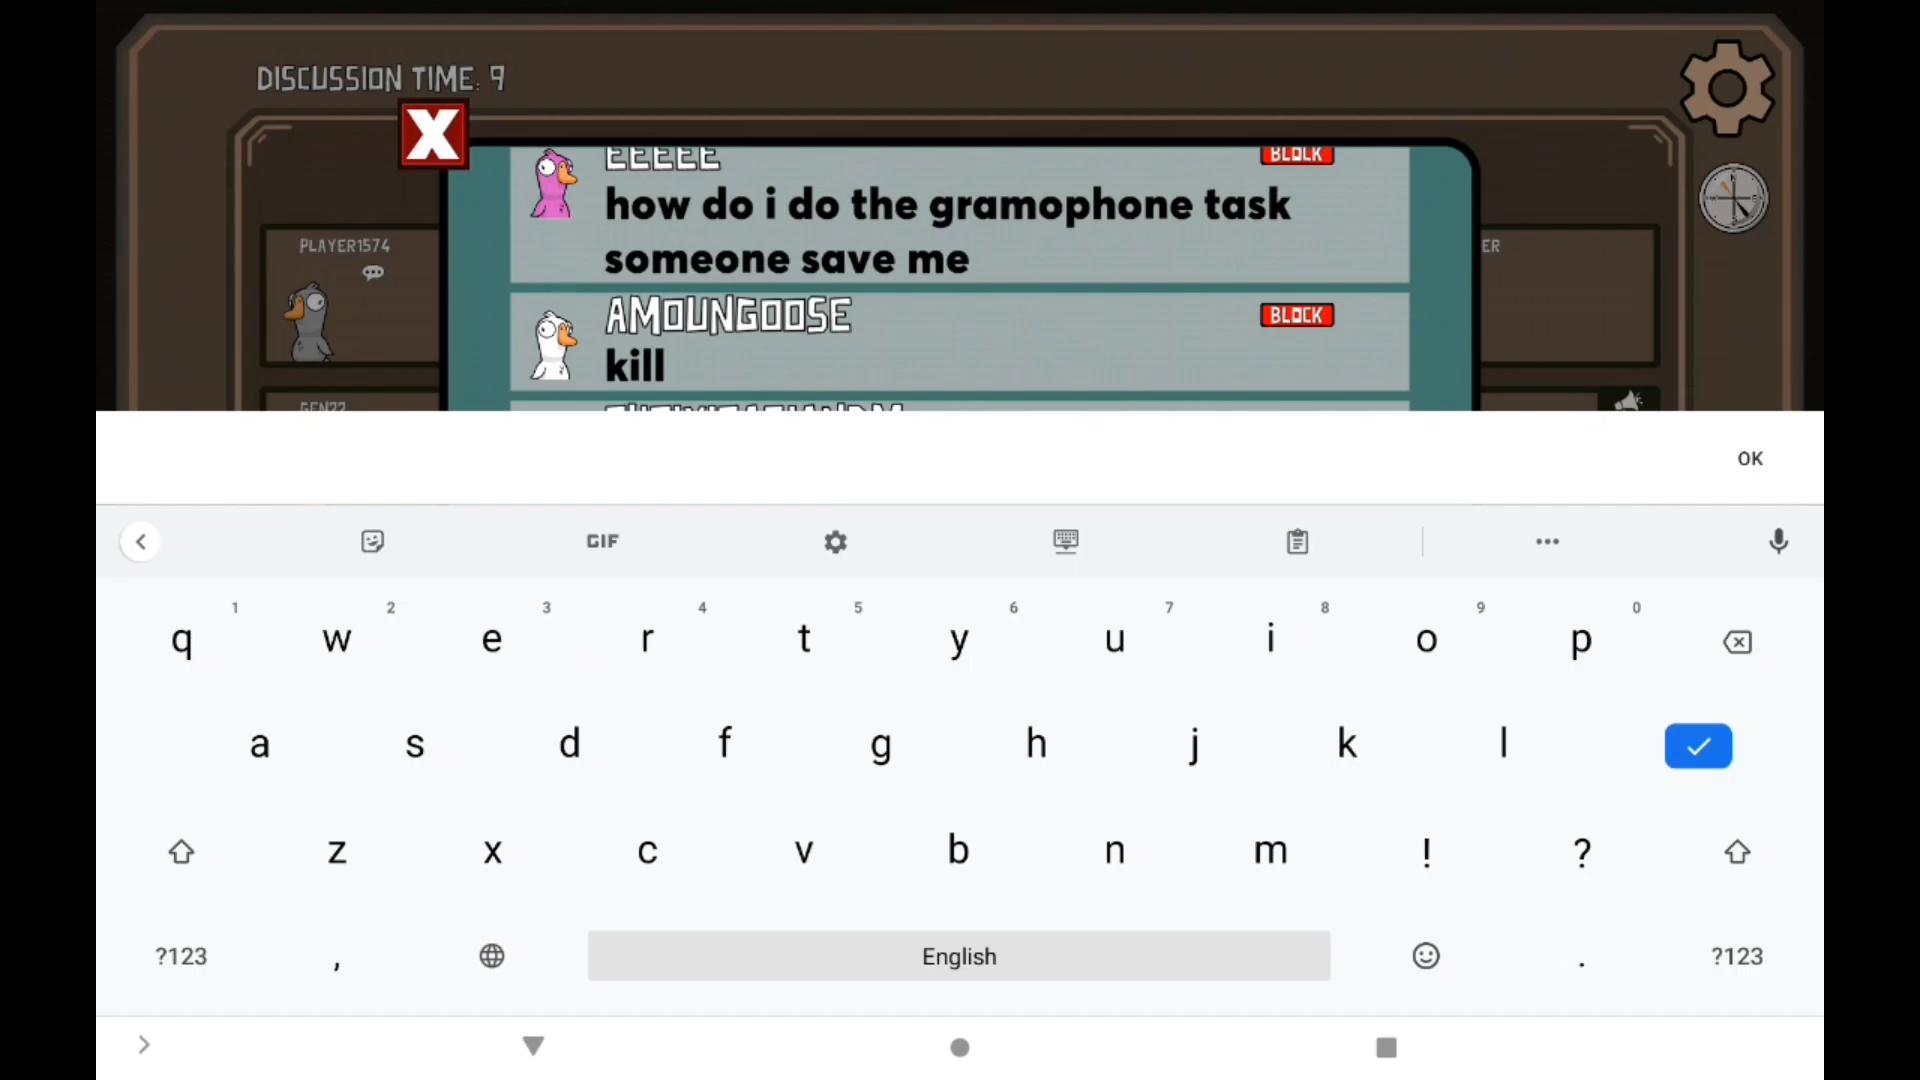 DISCUSSION TIME: 9
X
EEEEE
BLOCK
how do i do the gramophone task
someone save me
PLAYER1574
ER
AMOUNGOOSE
BLOCK
kill
OK
GIF
1 2 3 4 5 6 7 8 9 0
q w e r t y u i o p
a s d f g h j k l
z x c v b n m ! ?
?123 , English . ?123